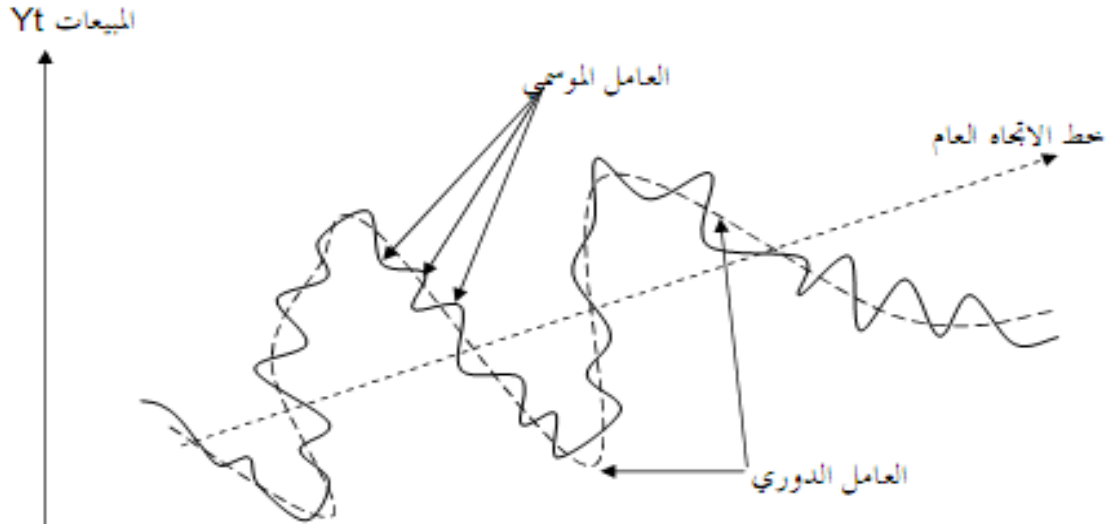 المبيعات Yt
العامل الموسمي
خط الاتجاه العام
العامل الدوري